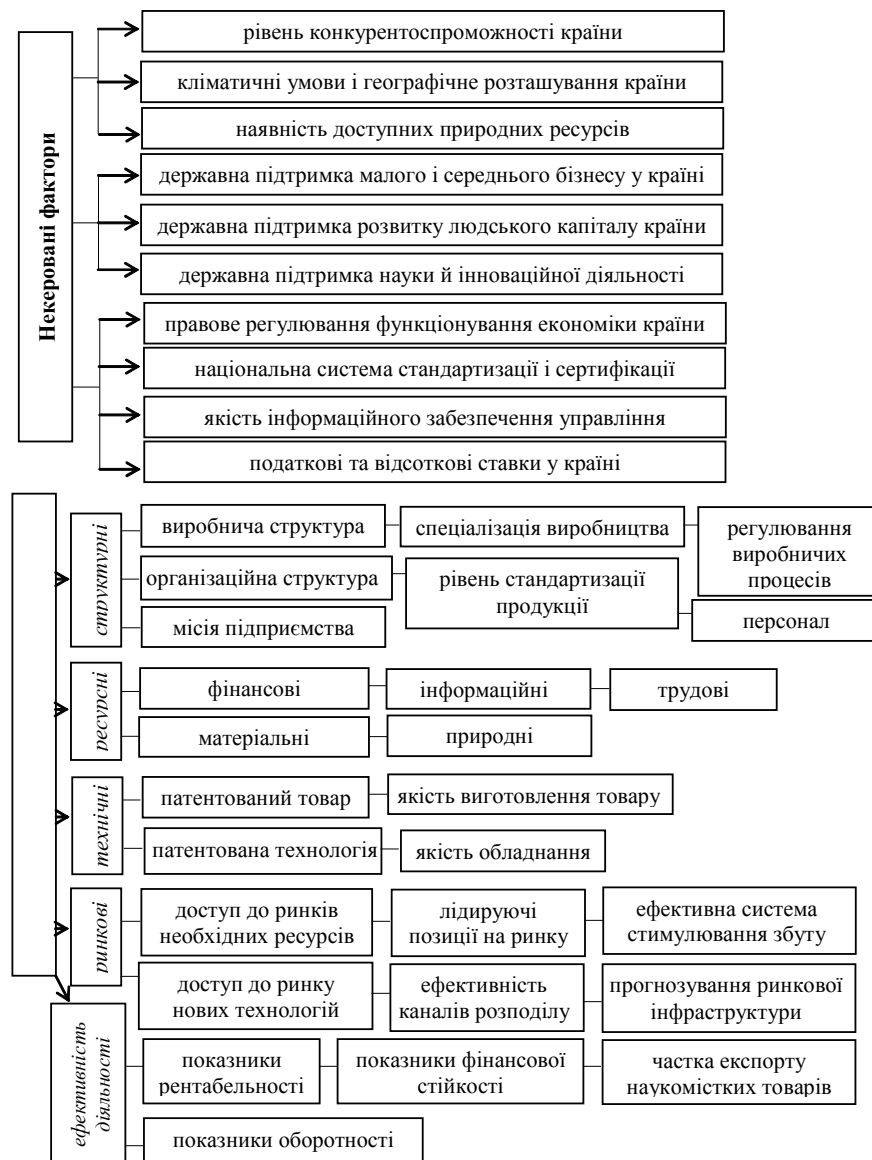 Некеровані фактори
рівень конкурентоспроможності країни
кліматичні умови і географічне розташування країни
наявність доступних природних ресурсів
державна підтримка малого і середнього бізнесу у країні
державна підтримка розвитку людського капіталу країни
державна підтримка науки й інноваційної діяльності
правове регулювання функціонування економіки країни
національна система стандартизації і сертифікації
якість інформаційного забезпечення управління
податкові та відсоткові ставки у країні
структурні
виробнича структура
спеціалізація виробництва
регулювання
виробничих
процесів
організаційна структура
рівень стандартизації
продукції
місія підприємства
персонал
ресурсні
фінансові
інформаційні
трудові
матеріальні
природні
технічні
патентований товар
якість виготовлення товару
патентована технологія
якість обладнання
ринкові
доступ до ринків
необхідних ресурсів
лідируючі
позиції на ринку
ефективна система
стимулювання збуту
доступ до ринку
нових технологій
ефективність
каналів розподілу
прогнозування ринкової
інфраструктури
ефективність
діяльності
показники
рентабельності
показники фінансової
стійкості
частка експорту
наукомістких товарів
показники оборотності